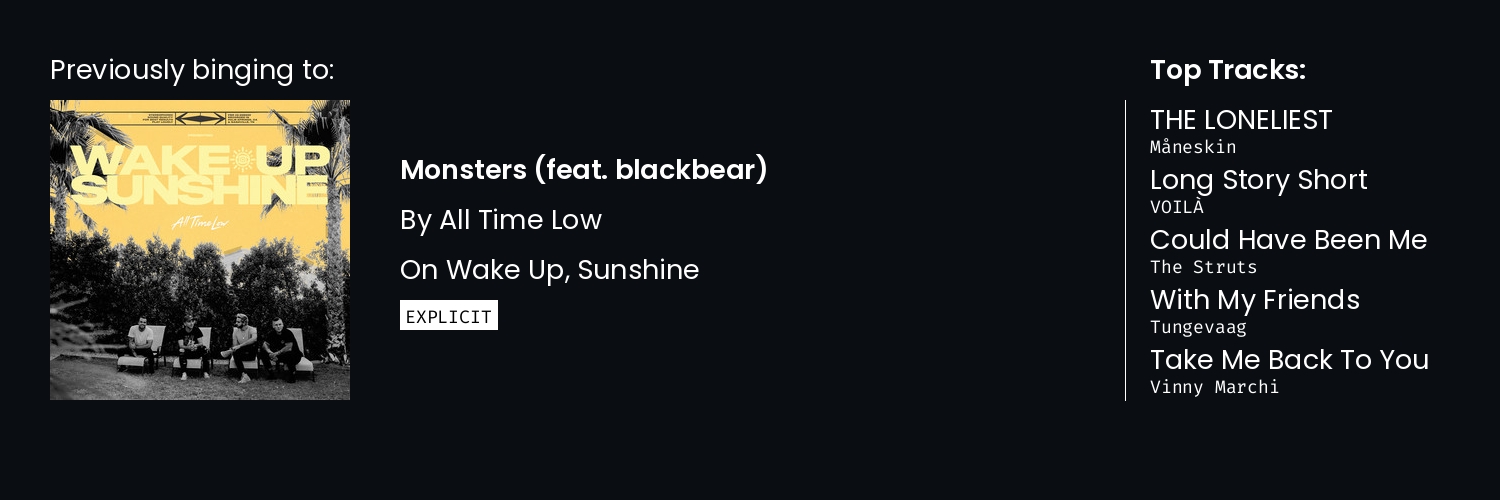 Previously binging to:
WAKE UP
SUNSHINE
All Time Low
Monsters (feat. blackbear)
By All Time Low
On Wake Up, Sunshine
EXPLICIT
Top Tracks:
THE LONELIEST
Måneskin
Long Story Short
VOILÀ
Could Have Been Me
The Struts
With My Friends
Tungevaag
Take Me Back To You
Vinny Marchi